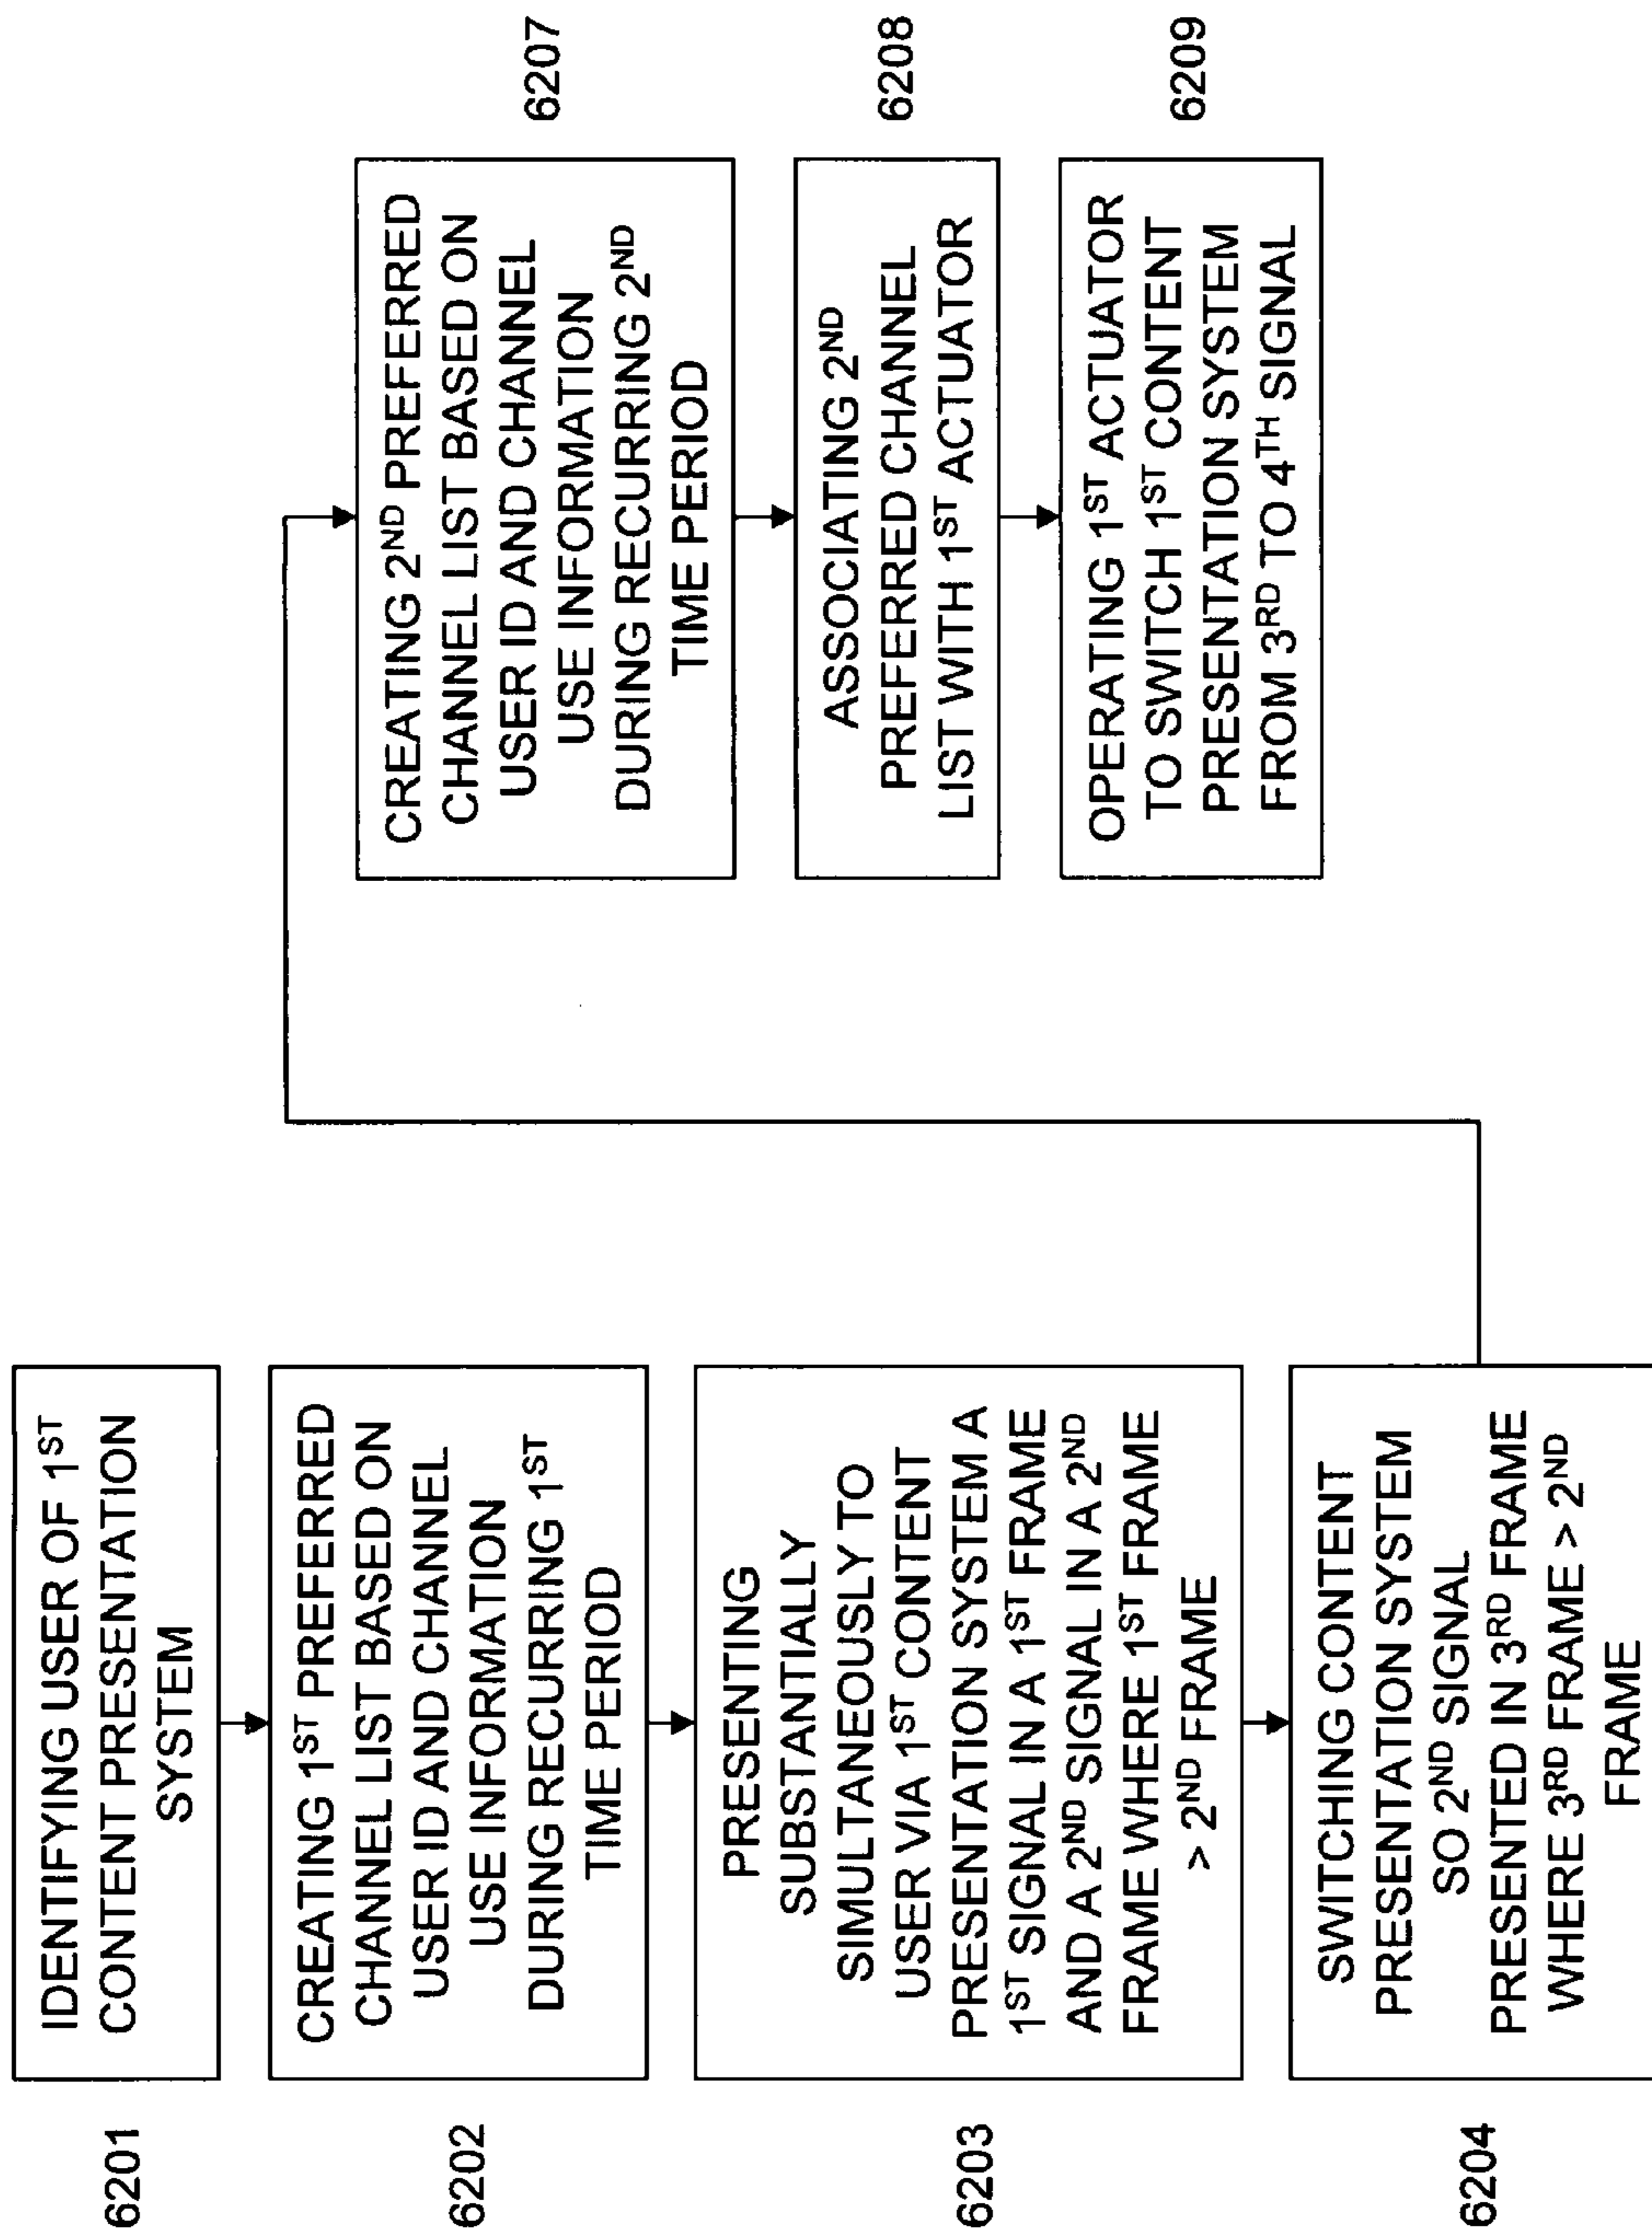 6201
IDENTIFYING USER OF 1ST
CONTENT PRESENTATION
SYSTEM
6202
CREATING 1ST PREFERRED
CHANNEL LIST BASED ON
USER ID AND CHANNEL
USE INFORMATION
DURING RECURRING 1ST
TIME PERIOD
6203
PRESENTING
SUBSTANTIALLY
SIMULTANEOUSLY TO
USER VIA 1ST CONTENT
PRESENTATION SYSTEM A
1ST SIGNAL IN A 1ST FRAME
AND A 2ND SIGNAL IN A 2ND
FRAME WHERE 1ST FRAME
> 2ND FRAME
6204
SWITCHING CONTENT
PRESENTATION SYSTEM
SO 2ND SIGNAL
PRESENTED IN 3RD FRAME
WHERE 3RD FRAME > 2ND
FRAME
CREATING 2ND PREFERRED
CHANNEL LIST BASED ON
USER ID AND CHANNEL
USE INFORMATION
DURING RECURRING 2ND
TIME PERIOD
6207
ASSOCIATING 2ND
PREFERRED CHANNEL
LIST WITH 1ST ACTUATOR
6208
OPERATING 1ST ACTUATOR
TO SWITCH 1ST CONTENT
PRESENTATION SYSTEM
FROM 3RD TO 4TH SIGNAL
6209